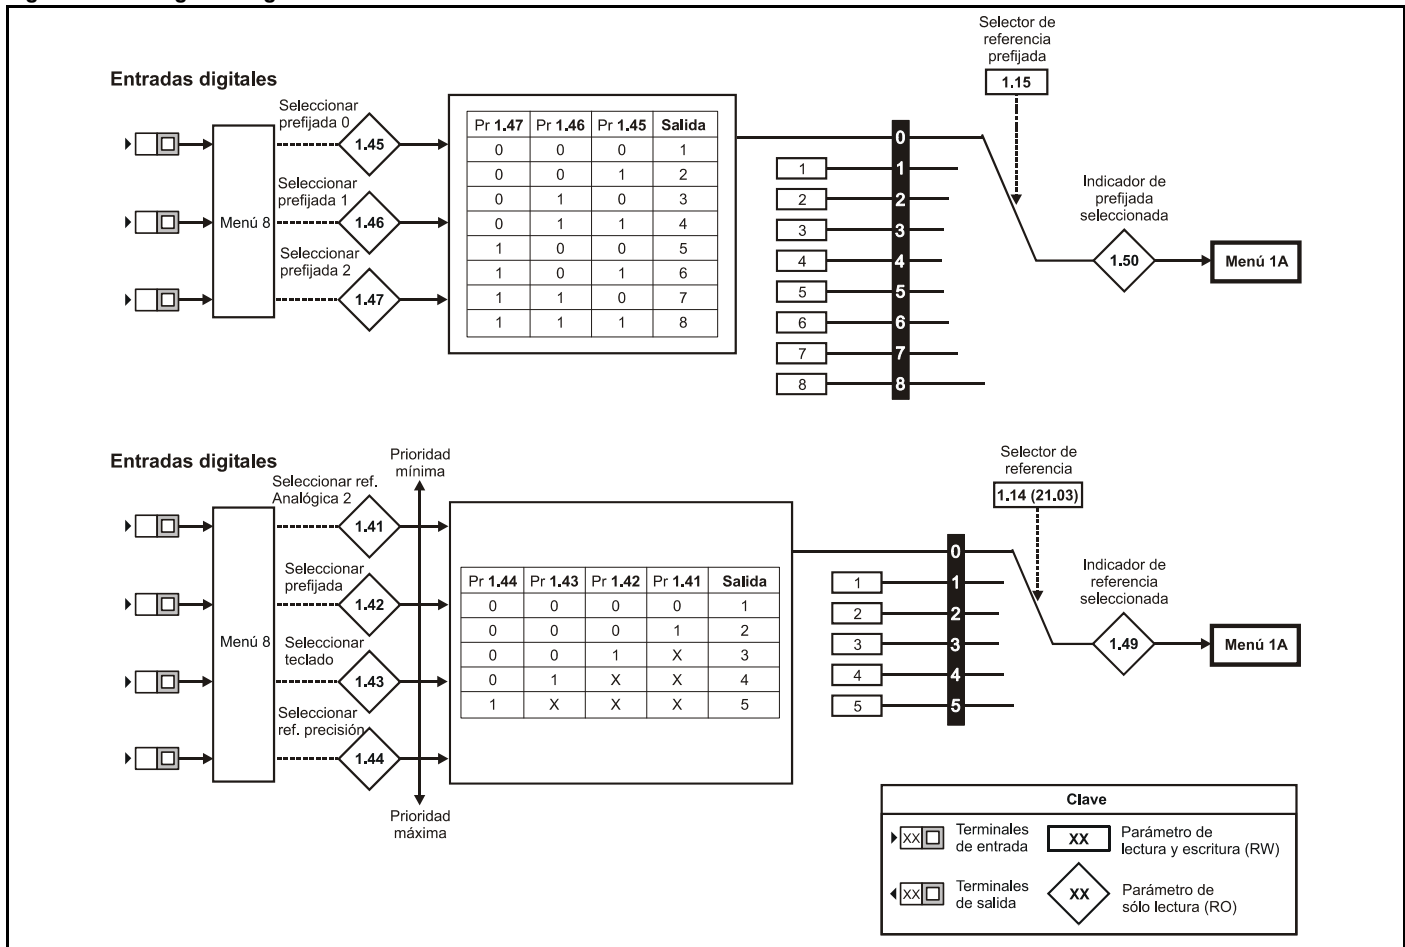 Entradas digitales
Seleccionar
prefijada 0
1.45
Seleccionar
prefijada 1
1.46
Seleccionar
prefijada 2
1.47
Menú 8
Pr 1.47 Pr 1.46 Pr 1.45 Salida
0 0 0 1
0 0 1 2
0 1 0 3
0 1 1 4
1 0 0 5
1 0 1 6
1 1 0 7
1 1 1 8
0
1 1
2 2
3 3
4 4
5 5
6 6
7 7
8 8
Selector de
referencia
prefijada
1.15
Indicador de
prefijada
seleccionada
1.50
Menú 1A
Entradas digitales
Seleccionar ref.
Analógica 2
1.41
Seleccionar
prefijada
1.42
Seleccionar
teclado
1.43
Seleccionar
ref. precisión
1.44
Menú 8
Prioridad
mínima
Prioridad
máxima
Pr 1.44 Pr 1.43 Pr 1.42 Pr 1.41 Salida
0 0 0 0 1
0 0 0 1 2
0 0 1 X 3
0 1 X X 4
1 X X X 5
0
1 1
2 2
3 3
4 4
5 5
Selector de
referencia
1.14 (21.03)
Indicador de
referencia
seleccionada
1.49
Menú 1A
Clave
XX
Terminales
de entrada
XX
Parámetro de
lectura y escritura (RW)
XX
Terminales
de salida
XX
Parámetro de
sólo lectura (RO)